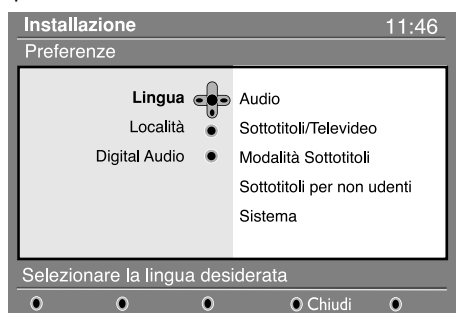 Installazione 11:46
Preferenze
Lingua
Località
Digital Audio
Audio
Sottotitoli/Televideo
Modalità Sottotitoli
Sottotitoli per non udenti
Sistema
Selezionare la lingua desiderata
Chiudi